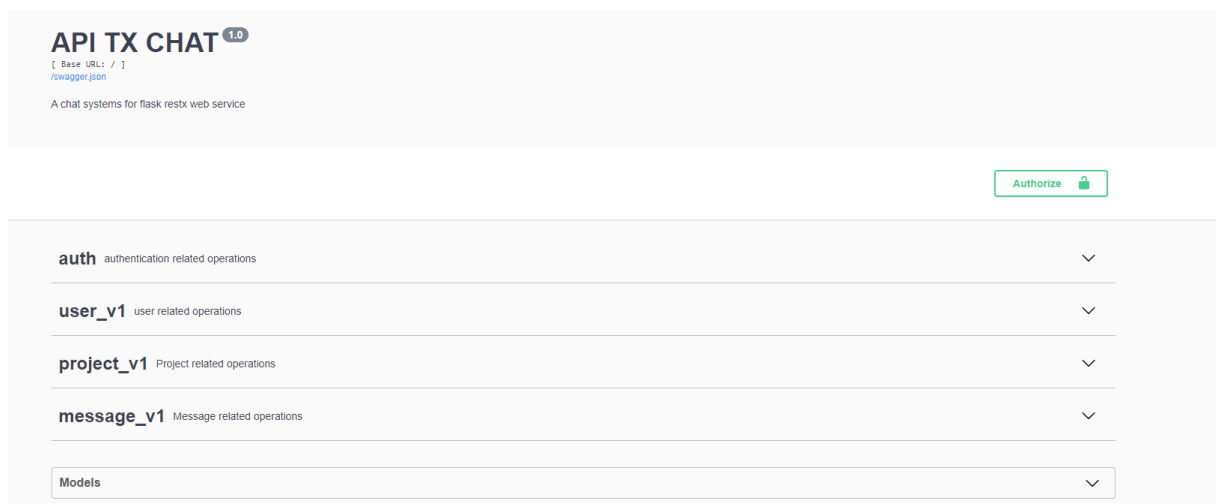 API TX CHAT 1.0
[ Base URL: / ]
/swagger.json
A chat systems for flask restx web service
Authorize
auth authentication related operations
user_v1 user related operations
project_v1 Project related operations
message_v1 Message related operations
Models